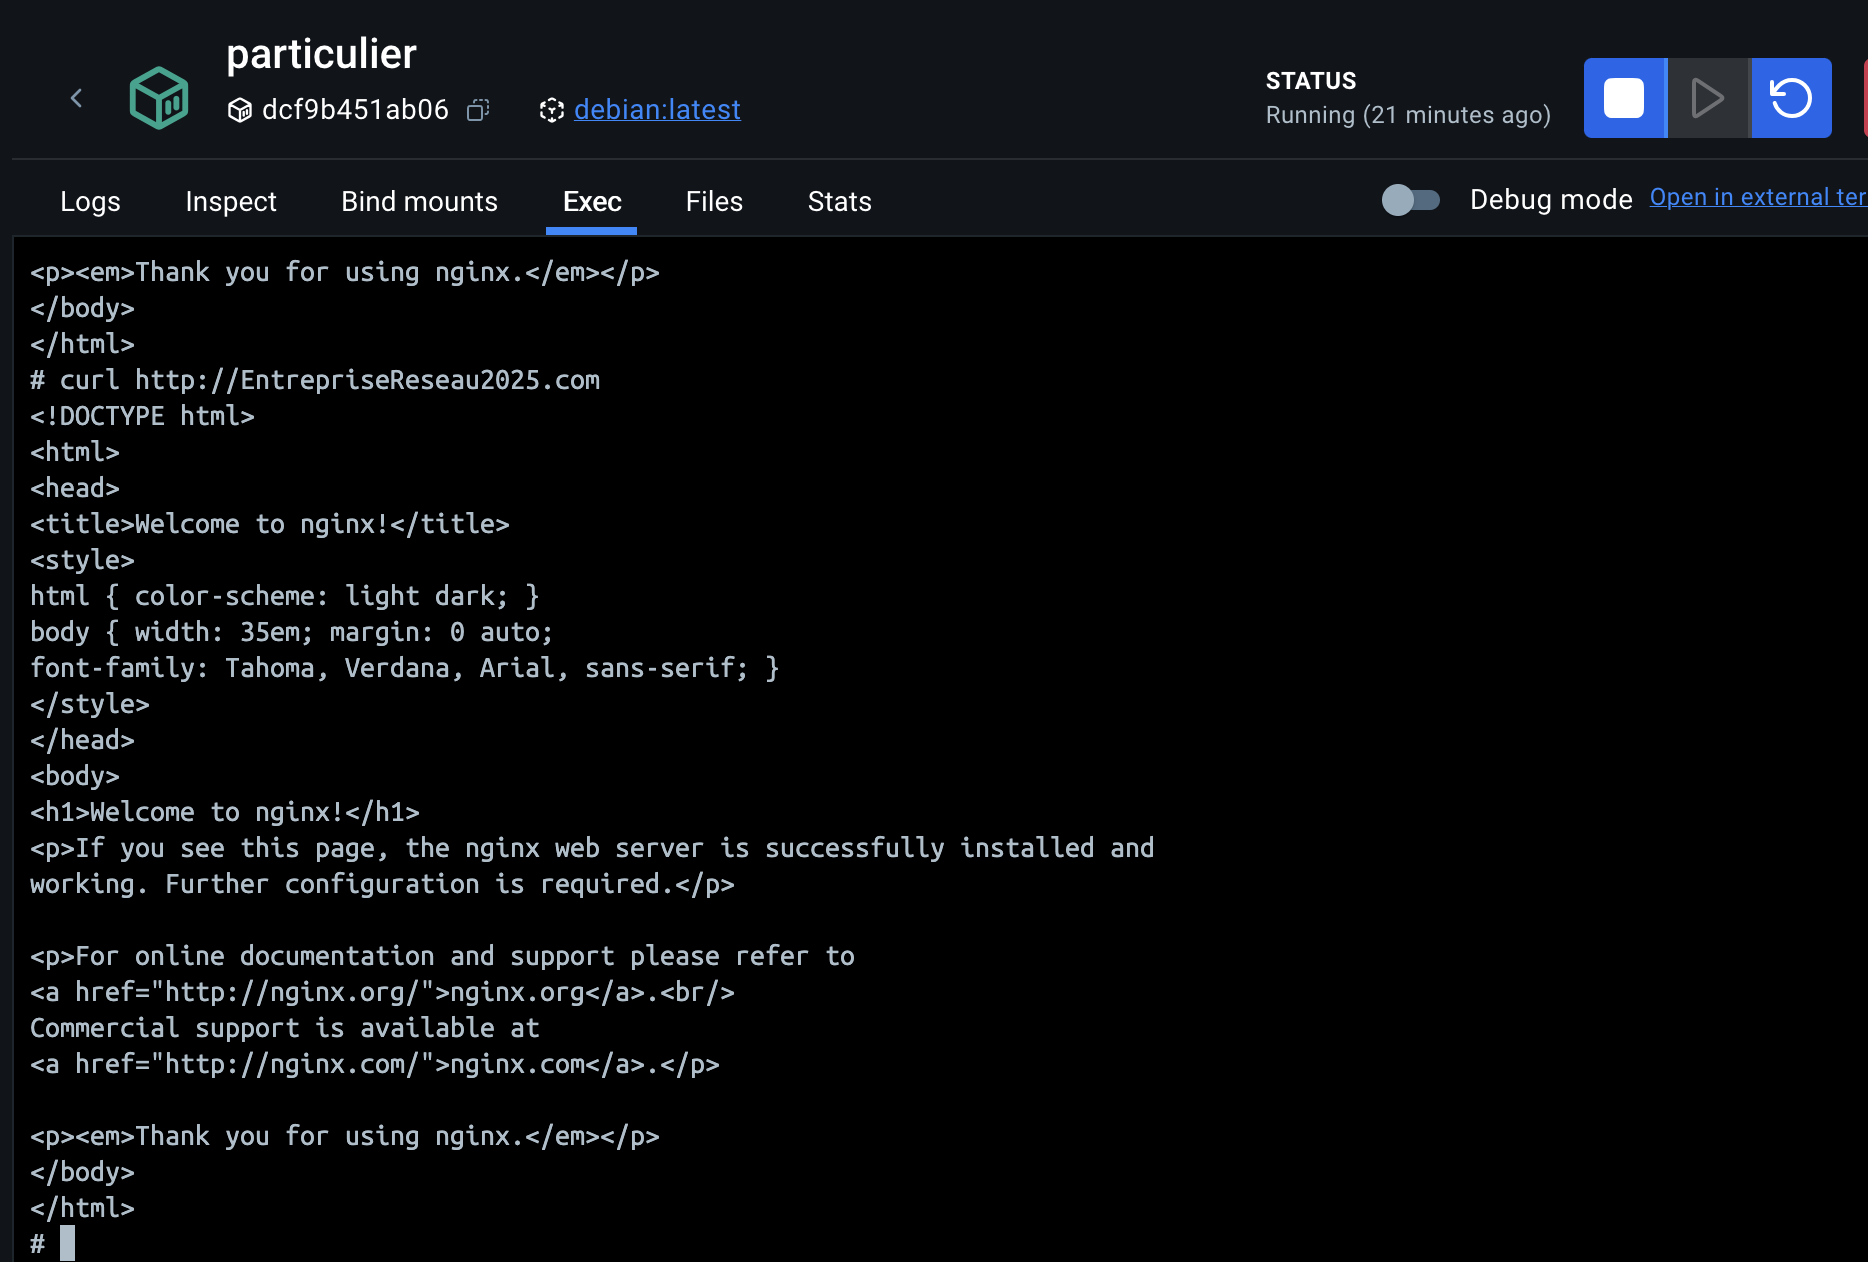 particulier
dcf9b451ab06
debian:latest
STATUS
Running (21 minutes ago)
Logs
Inspect
Bind mounts
Exec
Files
Stats
Debug mode
Open in external ter
<p><em>Thank you for using nginx.</em></p>
</body>
</html>
# curl http://EntrepriseReseau2025.com
<!DOCTYPE html>
<html>
<head>
<title>Welcome to nginx!</title>
<style>
html { color-scheme: light dark; }
body { width: 35em; margin: 0 auto;
font-family: Tahoma, Verdana, Arial, sans-serif; }
</style>
</head>
<body>
<h1>Welcome to nginx!</h1>
<p>If you see this page, the nginx web server is successfully installed and
working. Further configuration is required.</p>
<p>For online documentation and support please refer to
<a href="http://nginx.org/">nginx.org</a>.<br/>
Commercial support is available at
<a href="http://nginx.com/">nginx.com</a>.</p>
<p><em>Thank you for using nginx.</em></p>
</body>
</html>
#